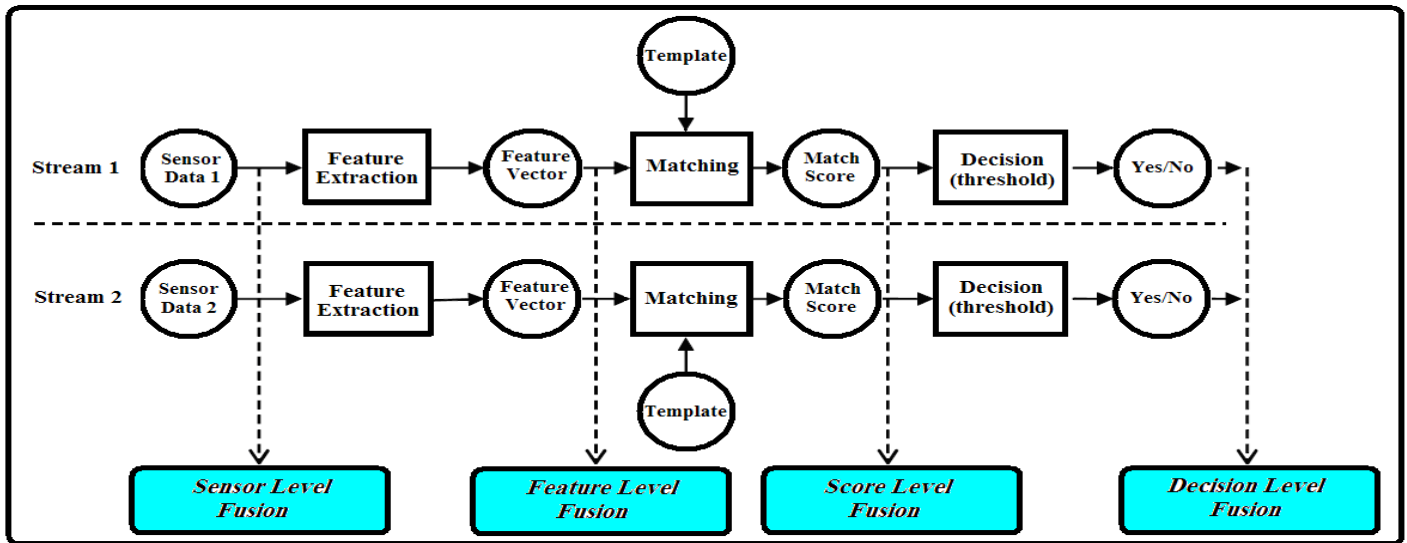 Template
Stream 1
Sensor
Data 1
Feature
Extraction
Feature
Vector
Matching
Match
Score
Decision
(threshold)
Yes/No
Stream 2
Sensor
Data 2
Feature
Extraction
Feature
Vector
Matching
Match
Score
Decision
(threshold)
Yes/No
Template
Sensor Level
Fusion
Feature Level
Fusion
Score Level
Fusion
Decision Level
Fusion